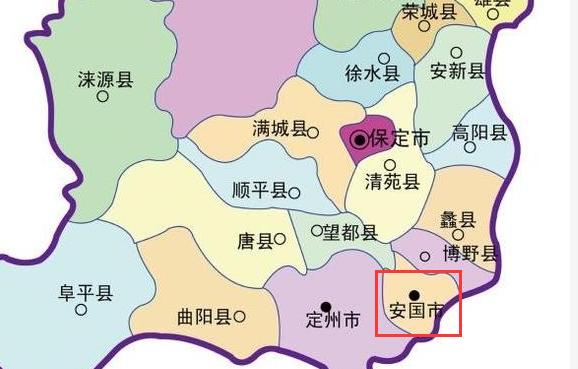 荣城县
雄县
涞源县
徐水县
安新县
满城县
保定市
高阳县
清苑县
顺平县
蠡县
唐县
望都县
博野县
阜平县
曲阳县
定州市
安国市